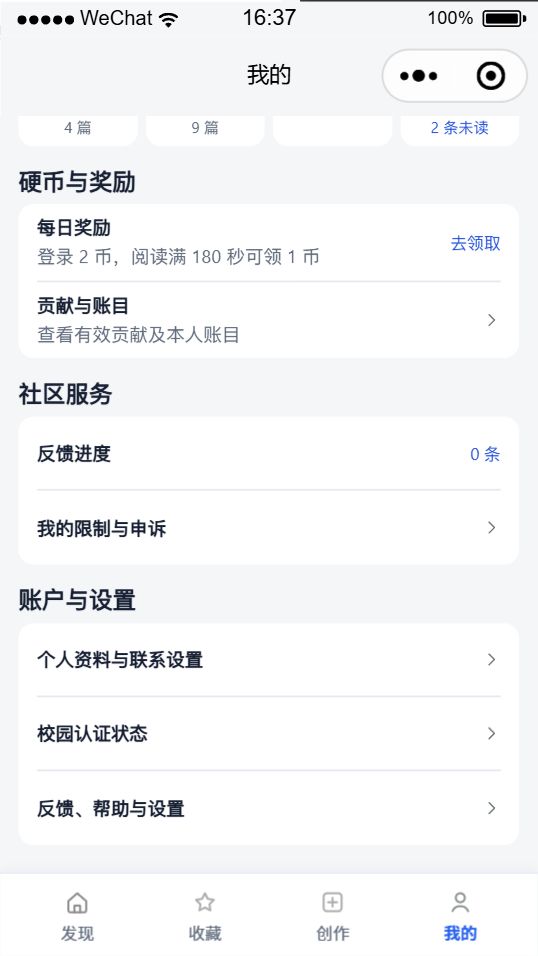 WeChat 16:37 100%
我的
4 篇 9 篇 2 条未读
硬币与奖励
每日奖励
登录 2 币，阅读满 180 秒可领 1 币
去领取
贡献与账目
查看有效贡献及本人账目
社区服务
反馈进度 0 条
我的限制与申诉
账户与设置
个人资料与联系设置
校园认证状态
反馈、帮助与设置
发现 收藏 创作 我的